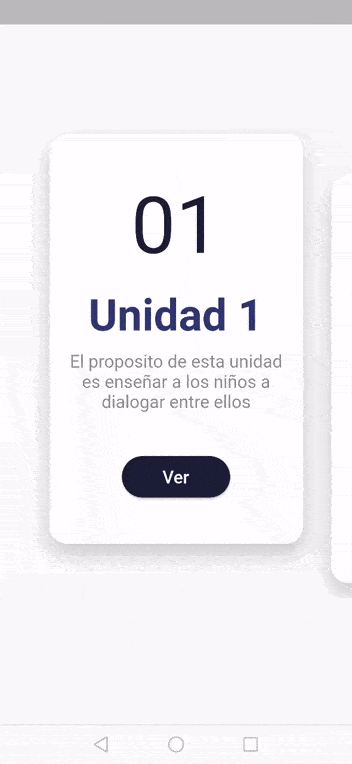 01
Unidad 1
El proposito de esta unidad
es enseñar a los niños a
dialogar entre ellos
Ver